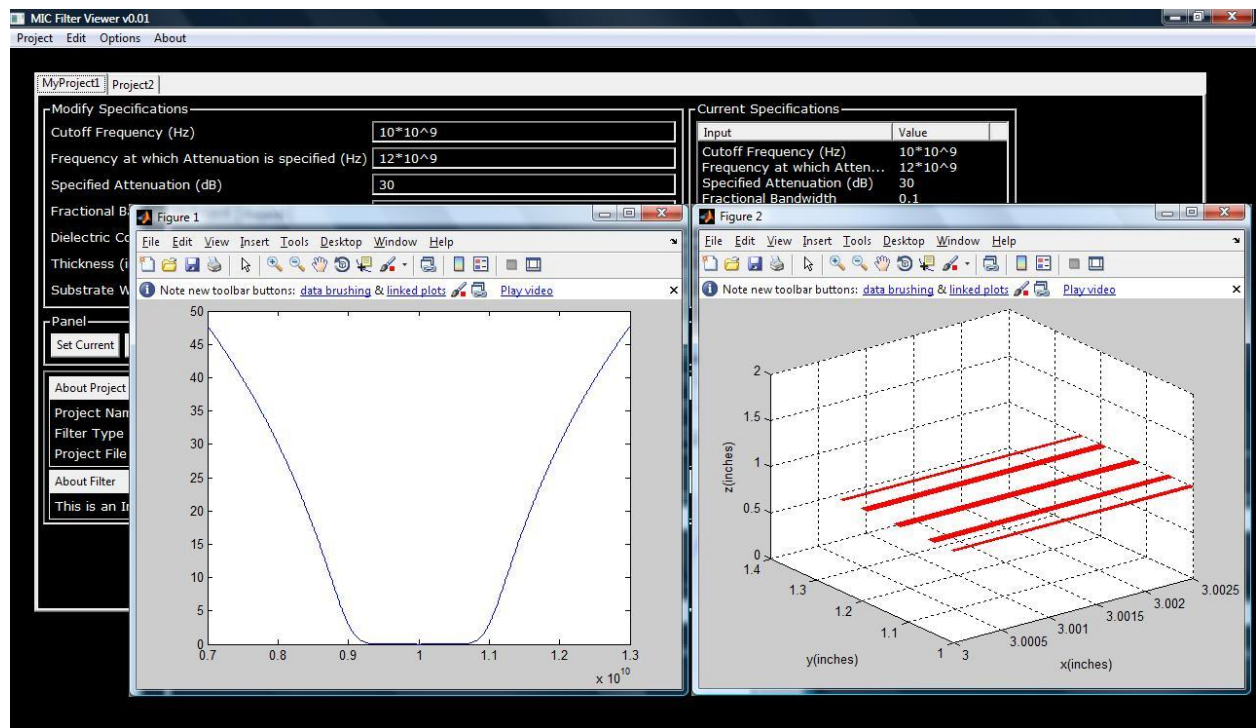 MIC Filter Viewer v0.01
Project Edit Options About
MyProject1 Project2
Modify Specifications
Cutoff Frequency (Hz) 10*10^9
Frequency at which Attenuation is specified (Hz) 12*10^9
Specified Attenuation (dB) 30
Fractional B
Dielectric Co
Thickness (i
Substrate W
Current Specifications
Input Value
Cutoff Frequency (Hz) 10*10^9
Frequency at which Atten... 12*10^9
Specified Attenuation (dB) 30
Fractional Bandwidth 0.1
Panel
Set Current
About Project
Project Nam
Filter Type
Project File
About Filter
This is an In
Figure 1
File Edit View Insert Tools Desktop Window Help
Note new toolbar buttons: data brushing & linked plots Play video
50
45
40
35
30
25
20
15
10
5
0
0.7 0.8 0.9 1 1.1 1.2 1.3
x 10^10
Figure 2
File Edit View Insert Tools Desktop Window Help
Note new toolbar buttons: data brushing & linked plots Play video
2
1.5
1
0.5
0
z(inches)
1.4
1.3
1.2
1.1
1
y(inches)
3
3.0005
3.001
3.0015
3.002
3.0025
x(inches)